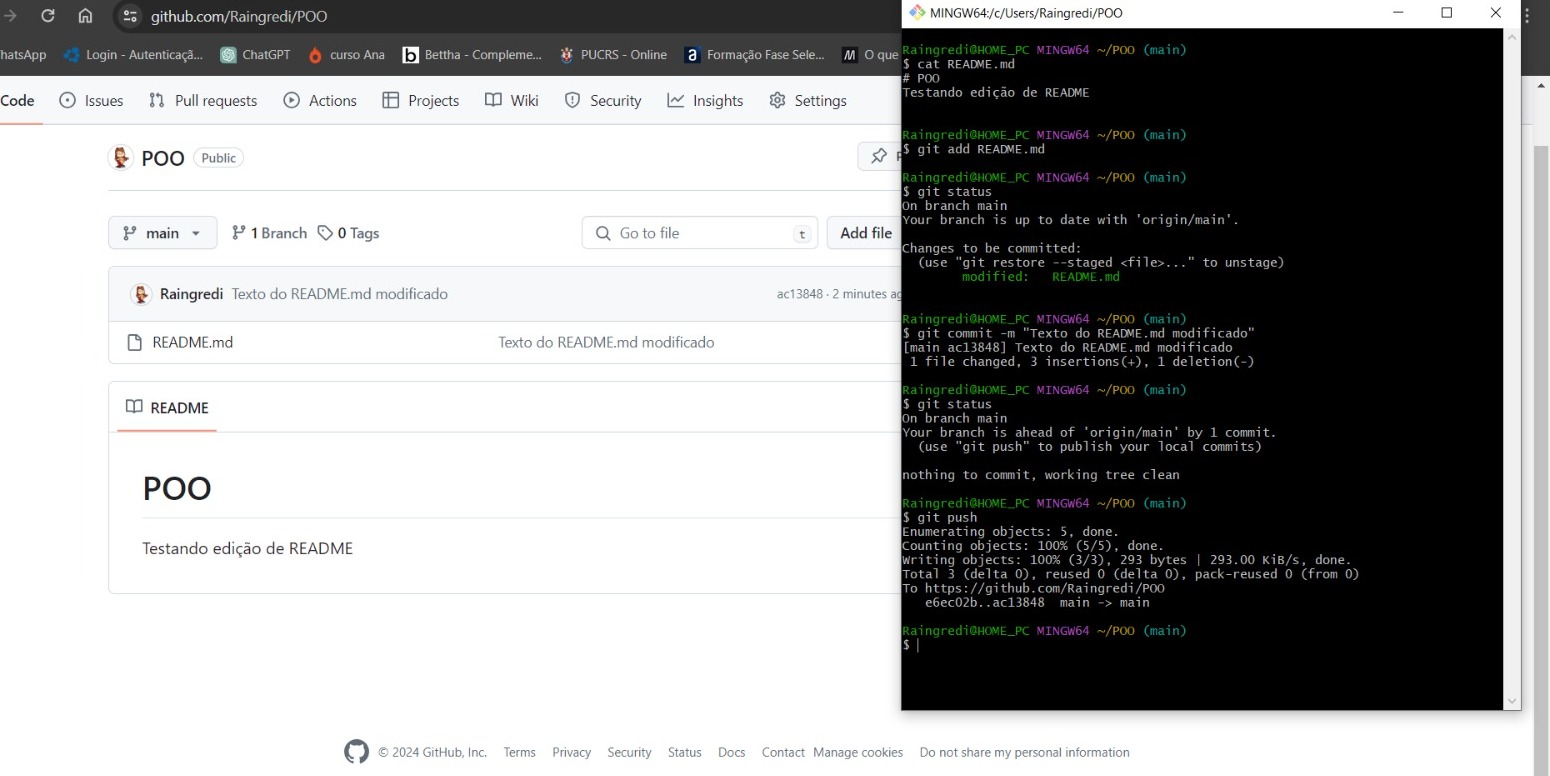 github.com/Raingredi/POO
hatsApp
Login - Autenticaçã...
ChatGPT
curso Ana
Bettha - Compleme...
PUCRS - Online
Formação Fase Sele...
O que
Code
Issues
Pull requests
Actions
Projects
Wiki
Security
Insights
Settings
POO
Public
main
1 Branch
0 Tags
Go to file
t
Add file
Raingredi Texto do README.md modificado
ac13848 · 2 minutes ag
README.md
Texto do README.md modificado
README
POO
Testando edição de README
© 2024 GitHub, Inc.
Terms
Privacy
Security
Status
Docs
Contact
Manage cookies
Do not share my personal information
MINGW64:/c/Users/Raingredi/POO
Raingredi@HOME_PC MINGW64 ~/POO (main)
$ cat README.md
# POO
Testando edição de README
Raingredi@HOME_PC MINGW64 ~/POO (main)
$ git add README.md
Raingredi@HOME_PC MINGW64 ~/POO (main)
$ git status
On branch main
Your branch is up to date with 'origin/main'.
Changes to be committed:
(use "git restore --staged <file>..." to unstage)
modified:   README.md
Raingredi@HOME_PC MINGW64 ~/POO (main)
$ git commit -m "Texto do README.md modificado"
[main ac13848] Texto do README.md modificado
1 file changed, 3 insertions(+), 1 deletion(-)
Raingredi@HOME_PC MINGW64 ~/POO (main)
$ git status
On branch main
Your branch is ahead of 'origin/main' by 1 commit.
(use "git push" to publish your local commits)
nothing to commit, working tree clean
Raingredi@HOME_PC MINGW64 ~/POO (main)
$ git push
Enumerating objects: 5, done.
Counting objects: 100% (5/5), done.
Writing objects: 100% (3/3), 293 bytes | 293.00 KiB/s, done.
Total 3 (delta 0), reused 0 (delta 0), pack-reused 0 (from 0)
To https://github.com/Raingredi/POO
e6ec02b..ac13848  main -> main
Raingredi@HOME_PC MINGW64 ~/POO (main)
$